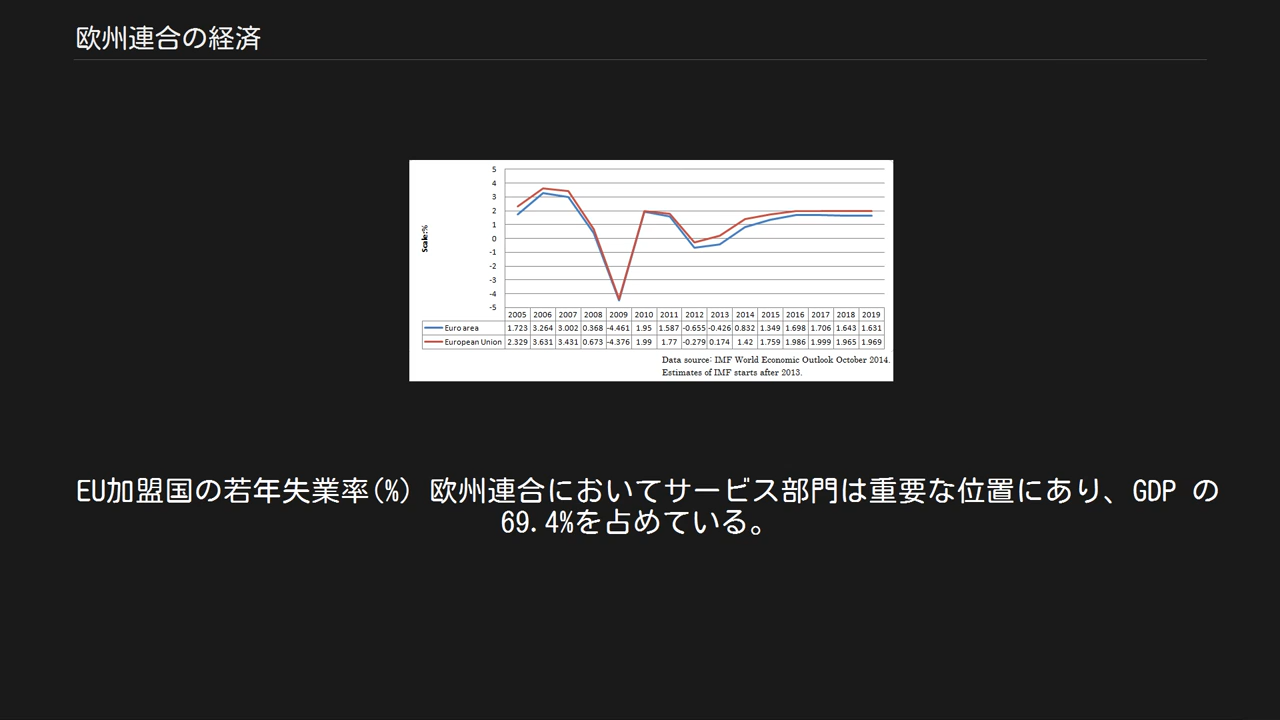 欧州連合の経済
5
4
3
2
1
0
-1
-2
-3
-4
-5
Scale:%
2005 2006 2007 2008 2009 2010 2011 2012 2013 2014 2015 2016 2017 2018 2019
Euro area 1.723 3.264 3.002 0.368 -4.461 1.95 1.587 -0.655 -0.426 0.832 1.349 1.698 1.706 1.643 1.631
European Union 2.329 3.631 3.431 0.673 -4.376 1.99 1.77 -0.279 0.174 1.42 1.759 1.986 1.999 1.965 1.969
Data source: IMF World Economic Outlook October 2014.
Estimates of IMF starts after 2013.
EU加盟国の若年失業率(%) 欧州連合においてサービス部門は重要な位置にあり、GDP の
69.4%を占めている。